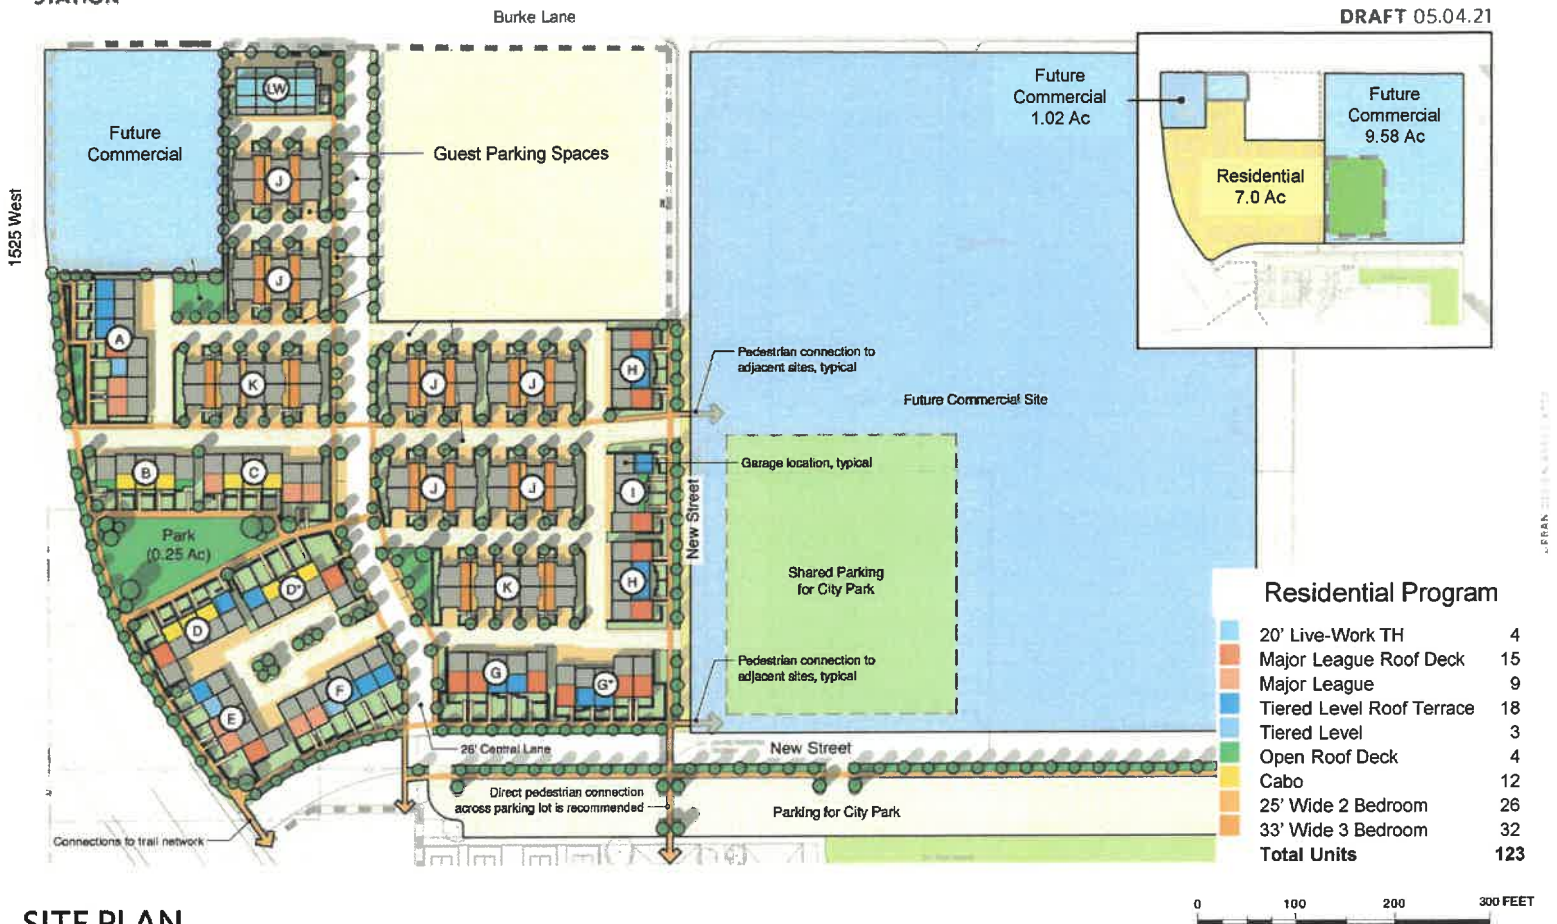 STATION
Burke Lane
DRAFT 05.04.21
1525 West
Future
Commercial
LW
Guest Parking Spaces
J
J
A
K
J
J
H
B
C
J
J
I
Park
(0.25 Ac)
D
D*
K
H
E
F
G
G*
Future
Commercial
1.02 Ac
Future
Commercial
9.58 Ac
Residential
7.0 Ac
Pedestrian connection to
adjacent sites, typical
Future Commercial Site
Garage location, typical
New Street
Shared Parking
for City Park
Pedestrian connection to
adjacent sites, typical
26' Central Lane
New Street
Direct pedestrian connection
across parking lot is recommended
Parking for City Park
Connections to trail network
Residential Program
20' Live-Work TH 4
Major League Roof Deck 15
Major League 9
Tiered Level Roof Terrace 18
Tiered Level 3
Open Roof Deck 4
Cabo 12
25' Wide 2 Bedroom 26
33' Wide 3 Bedroom 32
Total Units 123
0 100 200 300 FEET
SITE PLAN